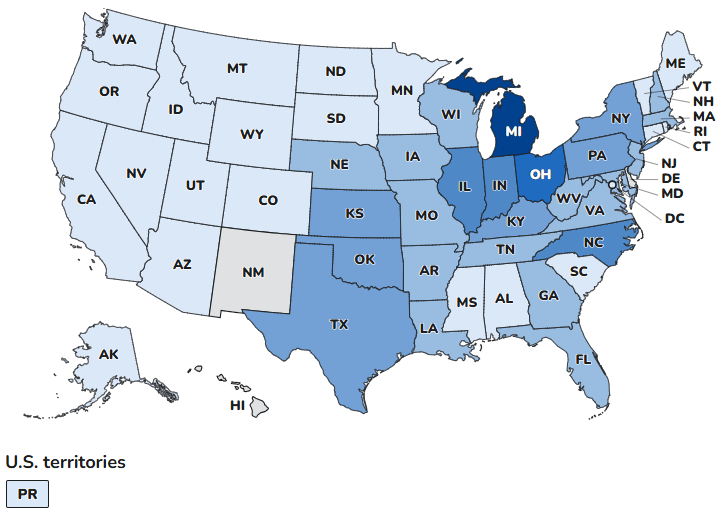 WA
MT
ND
MN
ME
VT
NH
MA
RI
CT
OR
ID
SD
WI
MI
NY
WY
NE
IA
IL
IN
OH
PA
NJ
DE
MD
DC
NV
UT
CO
KS
MO
KY
WV
VA
CA
AZ
NM
OK
AR
TN
NC
SC
TX
LA
MS
AL
GA
FL
AK
HI
U.S. territories
PR